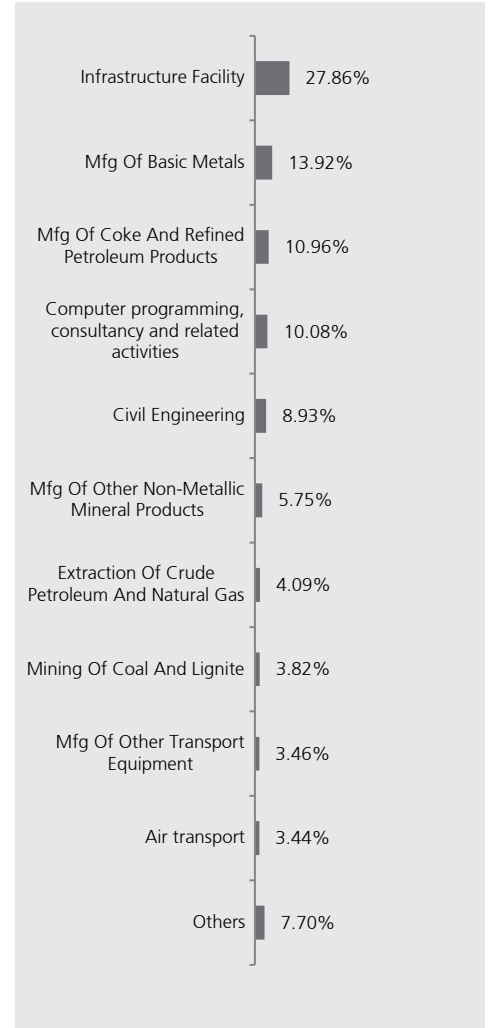 Infrastructure Facility 27.86%
Mfg Of Basic Metals 13.92%
Mfg Of Coke And Refined
Petroleum Products 10.96%
Computer programming,
consultancy and related
activities 10.08%
Civil Engineering 8.93%
Mfg Of Other Non-Metallic
Mineral Products 5.75%
Extraction Of Crude
Petroleum And Natural Gas 4.09%
Mining Of Coal And Lignite 3.82%
Mfg Of Other Transport
Equipment 3.46%
Air transport 3.44%
Others 7.70%